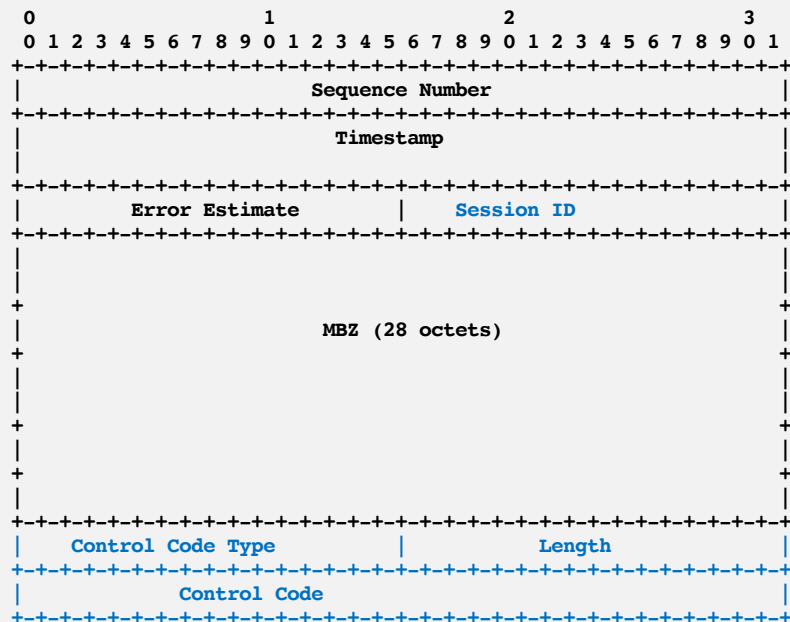 0                   1                   2                   3
0 1 2 3 4 5 6 7 8 9 0 1 2 3 4 5 6 7 8 9 0 1 2 3 4 5 6 7 8 9 0 1
Sequence Number
Timestamp
Error Estimate | Session ID
MBZ (28 octets)
Control Code Type | Length
Control Code